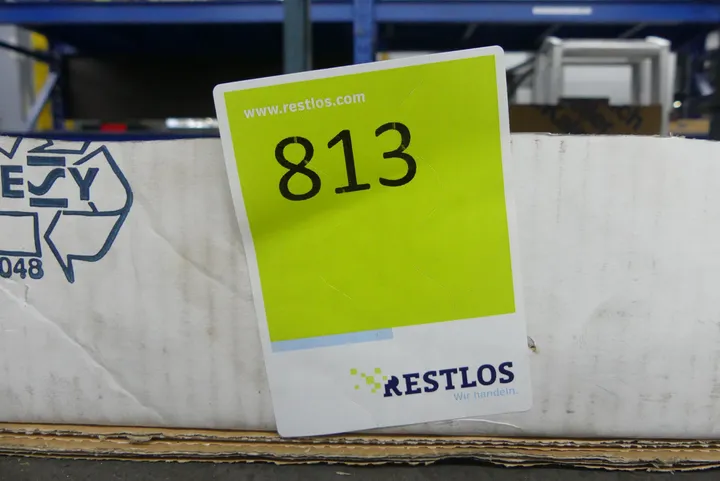 www.restlos.com
813
RESTLOS
Wir handeln.
ESY
048